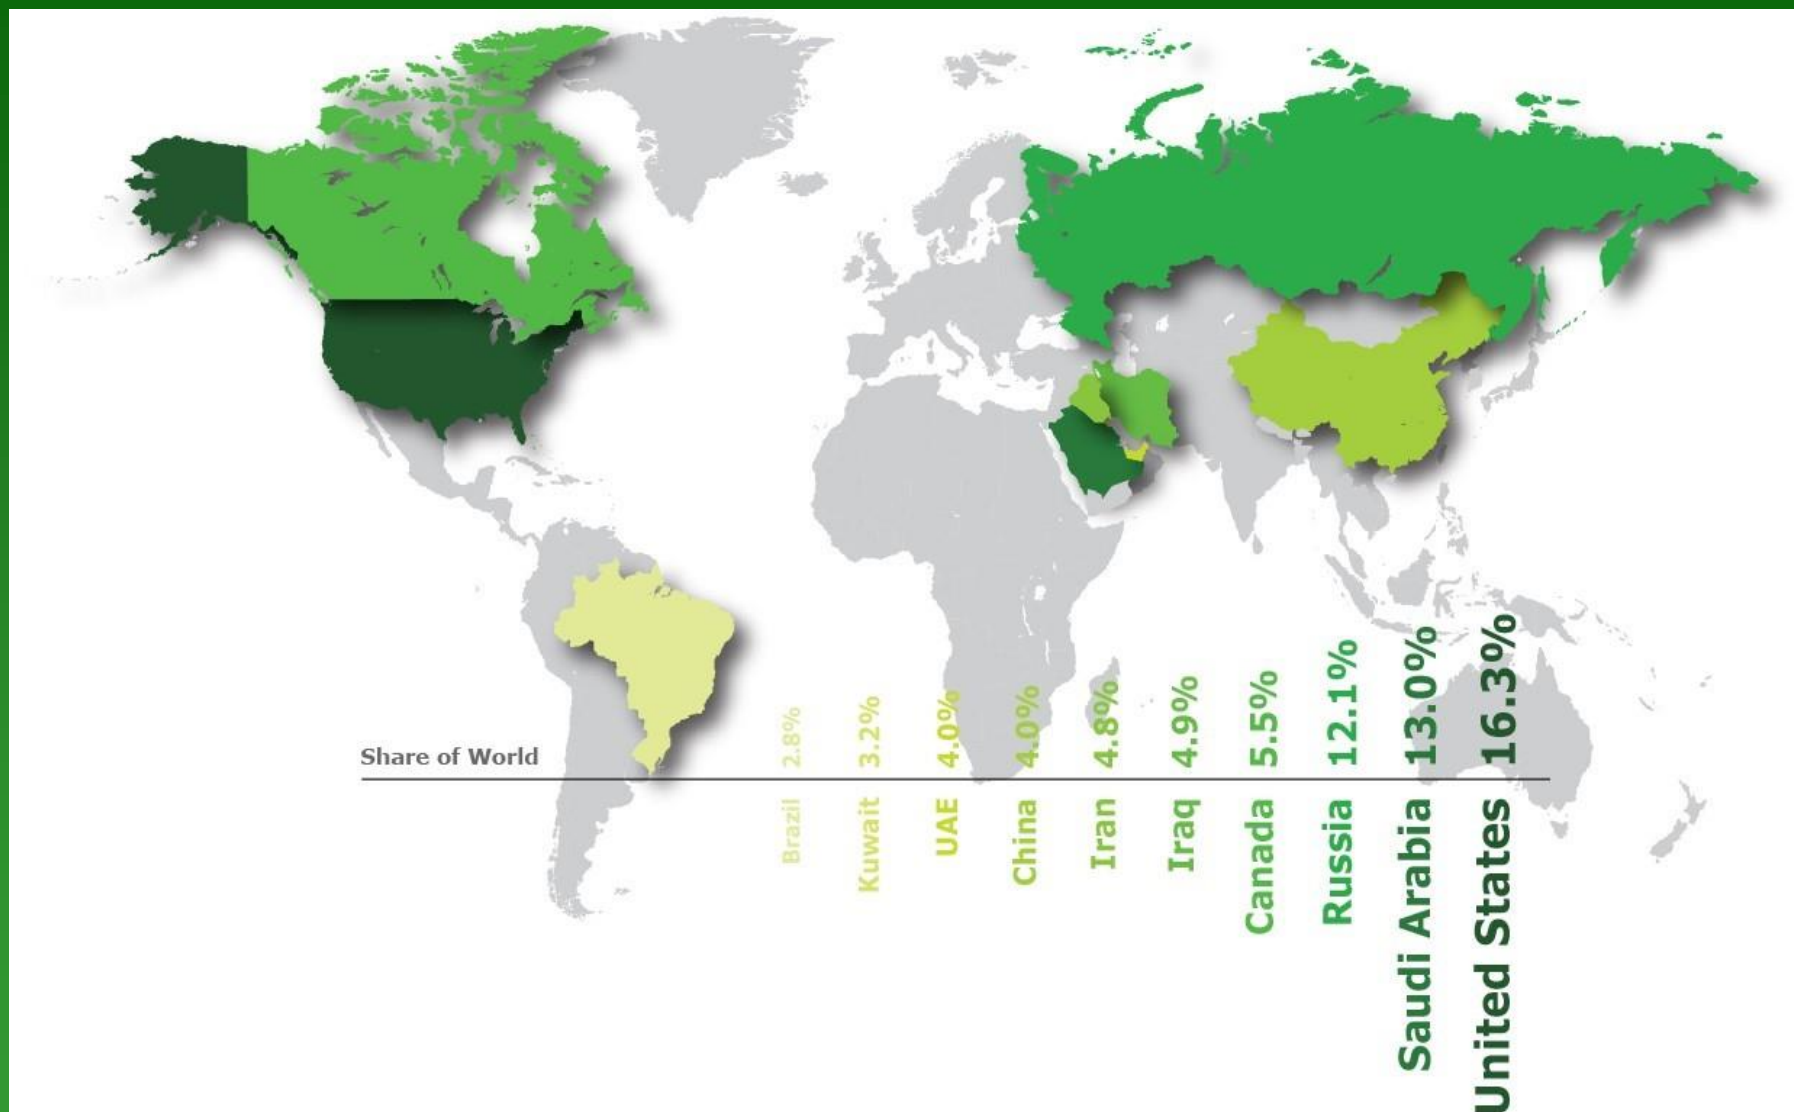 Share of World
2.8%
3.2%
4.0%
4.0%
4.8%
4.9%
5.5%
12.1%
13.0%
16.3%
Brazil
Kuwait
UAE
China
Iran
Iraq
Canada
Russia
Saudi Arabia
United States